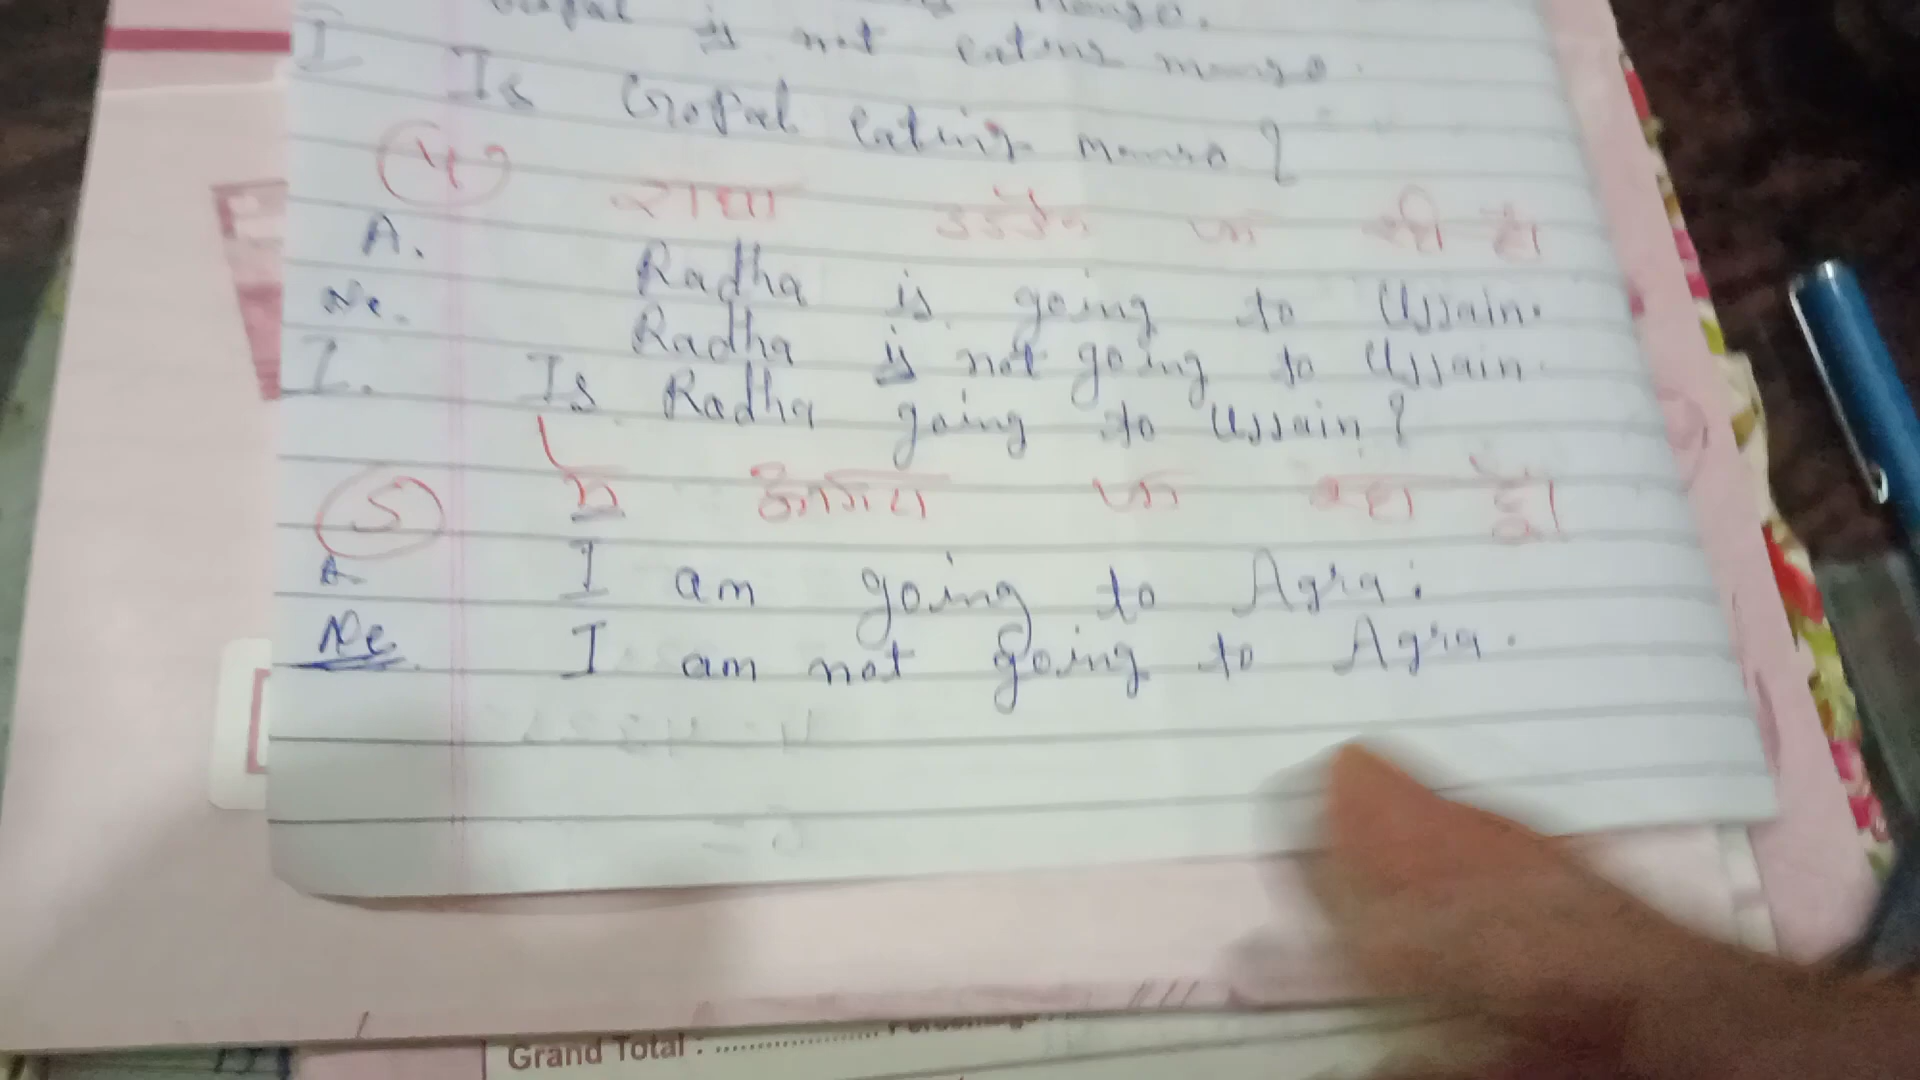 is not eating mango.
I Is Gopal eating mango?
4
राधा उज्जैन जा रही है।
A. Radha is going to Ujjain.
Ne. Radha is not going to Ujjain.
I. Is Radha going to Ujjain?
5 मैं आगरा जा रहा हूँ।
A. I am going to Agra.
Ne. I am not going to Agra.
Grand Total : ....................